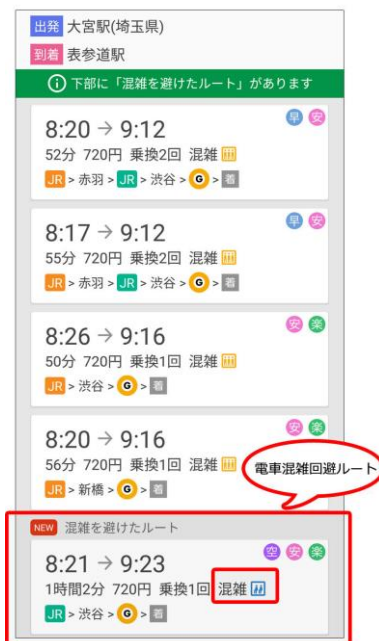 出発 大宮駅(埼玉県)
到着 表参道駅
下部に「混雑を避けたルート」があります
8:20 → 9:12 早 安
52分 720円 乗換2回 混雑
JR > 赤羽 > JR > 渋谷 > G > 着
8:17 → 9:12 早 安
55分 720円 乗換2回 混雑
JR > 赤羽 > JR > 渋谷 > G > 着
8:26 → 9:16 安 楽
50分 720円 乗換1回 混雑
JR > 渋谷 > G > 着
8:20 → 9:16 安 楽
56分 720円 乗換1回 混雑
JR > 新橋 > G > 着
電車混雑回避ルート
NEW 混雑を避けたルート
8:21 → 9:23 空 安 楽
1時間2分 720円 乗換1回 混雑
JR > 渋谷 > G > 着